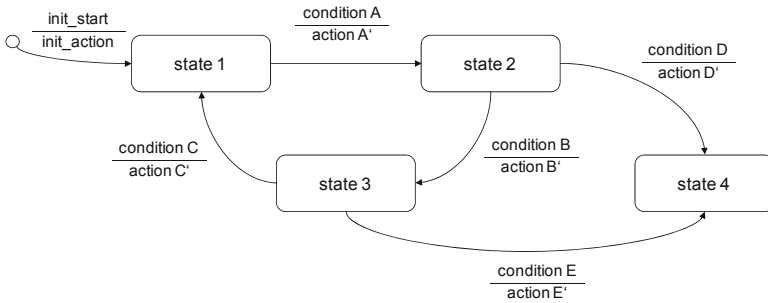 init_start
init_action
condition A
action A‘
state 1
state 2
condition D
action D‘
condition C
action C‘
condition B
action B‘
state 3
state 4
condition E
action E‘